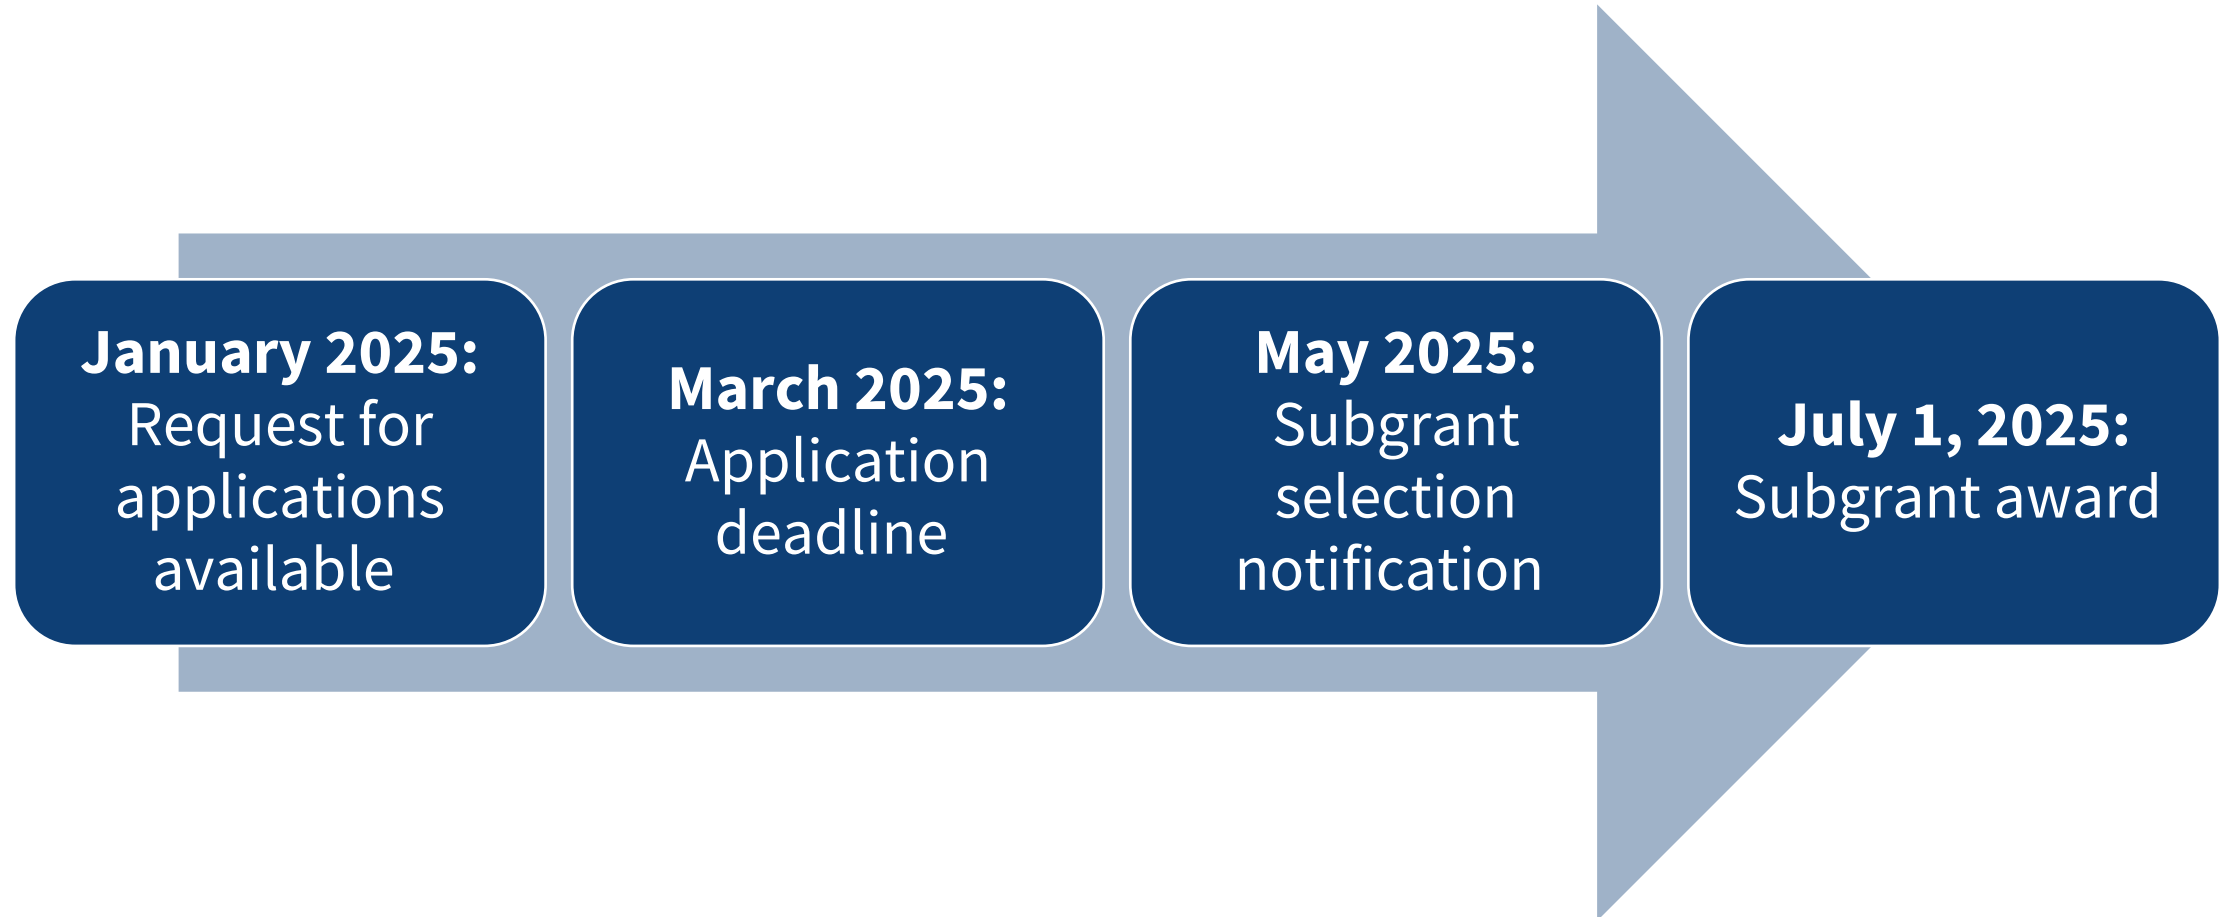 January 2025:
Request for
applications
available
March 2025:
Application
deadline
May 2025:
Subgrant
selection
notification
July 1, 2025:
Subgrant award